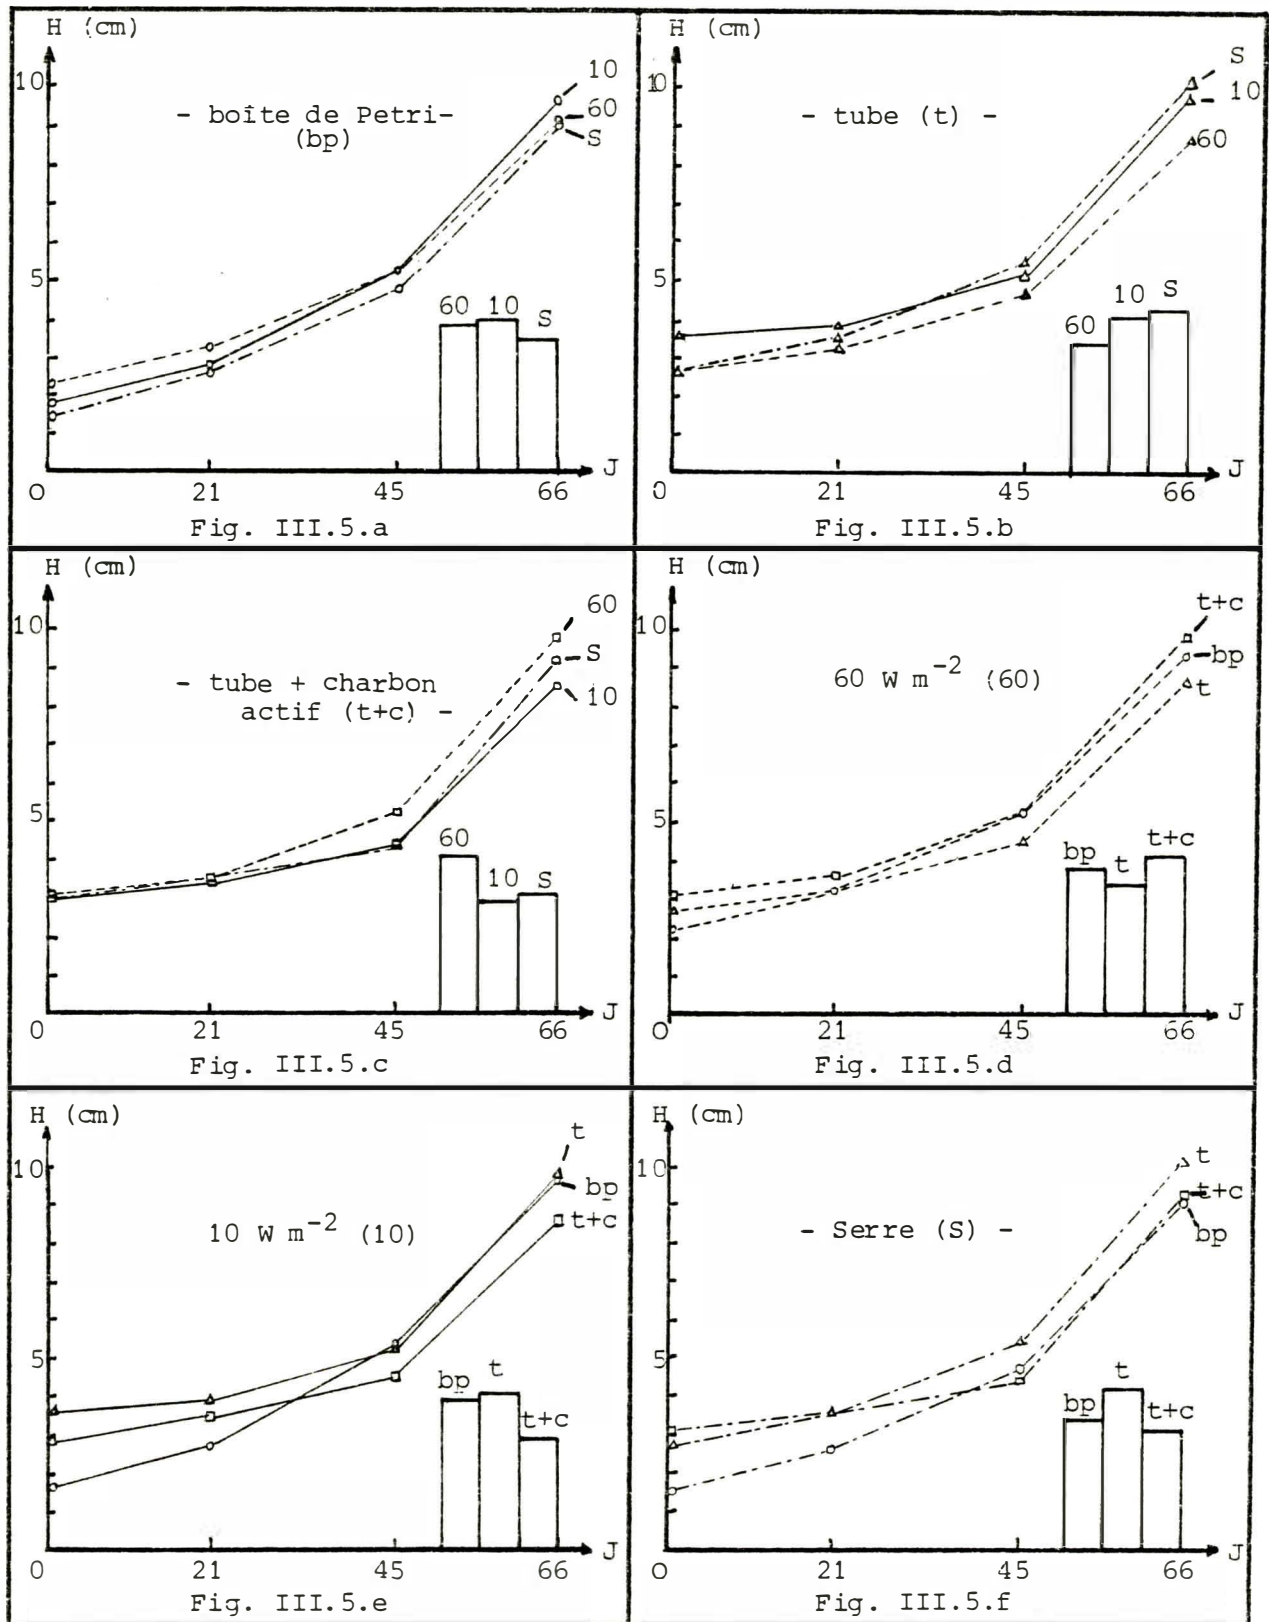 H (cm)
10
5
- boîte de Petri-
(bp)
10
60
S
60 10 S
O 21 45 66 J
Fig. III.5.a
H (cm)
10
5
- tube (t) -
S
10
60
60 10 S
O 21 45 66 J
Fig. III.5.b
H (cm)
10
5
- tube + charbon
actif (t+c) -
60
S
10
60 10 S
O 21 45 66 J
Fig. III.5.c
H (cm)
10
5
60 W m⁻² (60)
t+c
bp
t
bp t t+c
O 21 45 66 J
Fig. III.5.d
H (cm)
10
5
10 W m⁻² (10)
t
bp
t+c
bp t t+c
O 21 45 66 J
Fig. III.5.e
H (cm)
10
5
- Serre (S) -
t
t+c
bp
bp t t+c
O 21 45 66 J
Fig. III.5.f